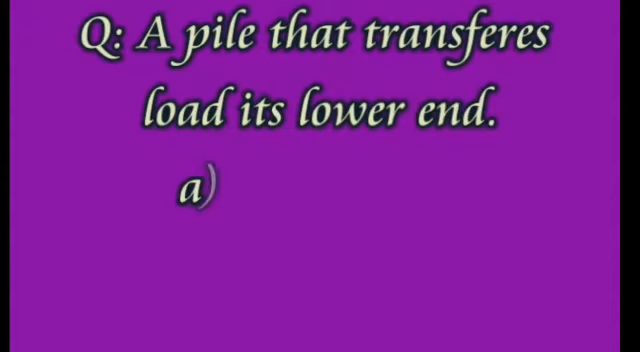 Q: A pile that transferes
load its lower end.
a)